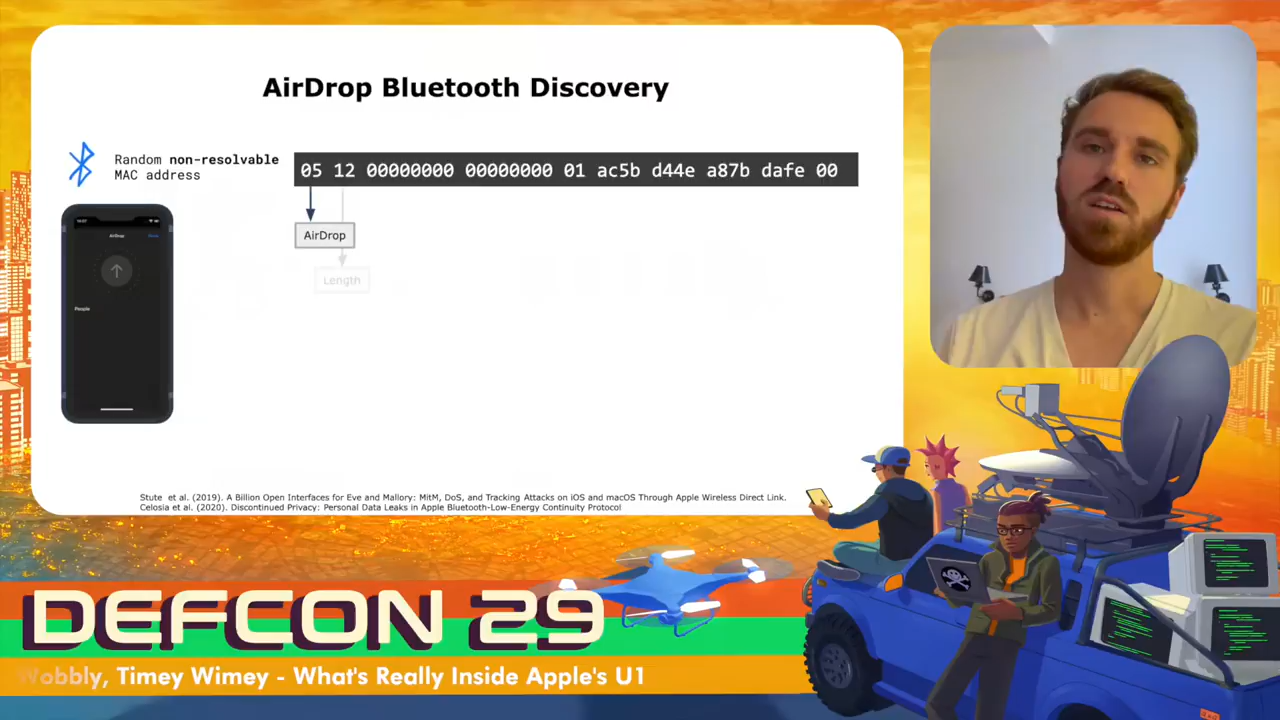 AirDrop Bluetooth Discovery
Random non-resolvable
MAC address
05 12 00000000 00000000 01 ac5b d44e a87b dafe 00
AirDrop
Length
AirDrop
People
Stute et al. (2019). A Billion Open Interfaces for Eve and Mallory: MitM, DoS, and Tracking Attacks on iOS and macOS Through Apple Wireless Direct Link.
Celosia et al. (2020). Discontinued Privacy: Personal Data Leaks in Apple Bluetooth-Low-Energy Continuity Protocol
DEFCON 29
Wobbly, Timey Wimey - What's Really Inside Apple's U1